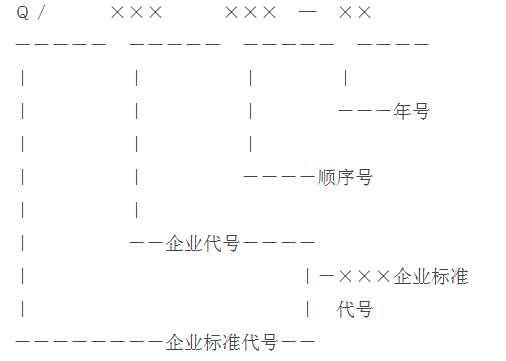 Q / ××× ××× — ××
————— ————— ————— ————
| | | |
| | | ———年号
| | |
| | ————顺序号
| |
| ——企业代号————
| |—×××企业标准
| | 代号
————————企业标准代号——